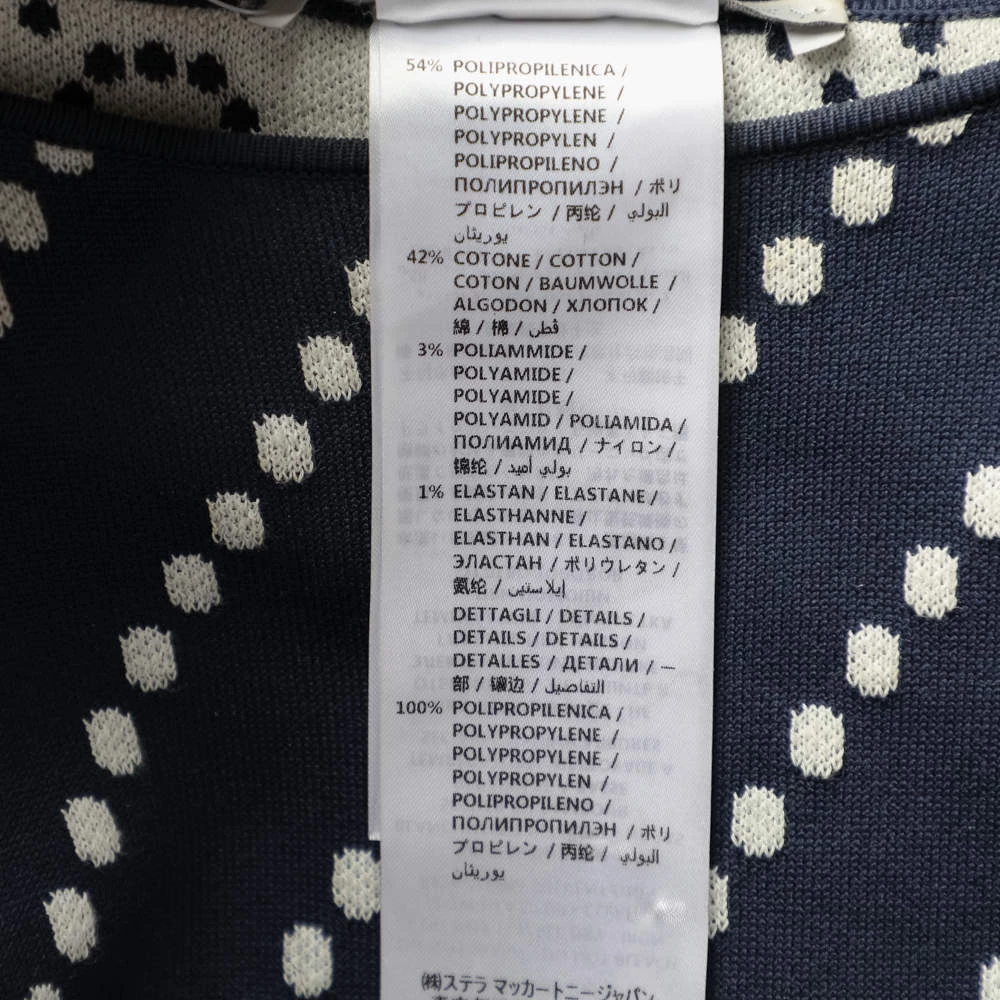 54% POLIPROPILENICA /
POLYPROPYLENE /
POLYPROPYLENE /
POLYPROPYLEN /
POLIPROPILENO /
ПОЛИПРОПИЛЭН / ポリ
プロピレン / 丙纶 / البولي
يوريثان
42% COTONE / COTTON /
COTON / BAUMWOLLE /
ALGODON / ХЛОПОК /
綿 / 棉 / قطن
3% POLIAMMIDE /
POLYAMIDE /
POLYAMIDE /
POLYAMID / POLIAMIDA /
ПОЛИАМИД / ナイロン /
锦纶 / بولي أميد
1% ELASTAN / ELASTANE /
ELASTHANNE /
ELASTHAN / ELASTANO /
ЭЛАСТАН / ポリウレタン /
氨纶 / إيلاستين
DETTAGLI / DETAILS /
DETAILS / DETAILS /
DETALLES / ДЕТАЛИ / 一
部 / 镶边 / التفاصيل
100% POLIPROPILENICA /
POLYPROPYLENE /
POLYPROPYLENE /
POLYPROPYLEN /
POLIPROPILENO /
ПОЛИПРОПИЛЭН / ポリ
プロピレン / 丙纶 / البولي
يوريثان
(株)ステラ マッカートニージャパン